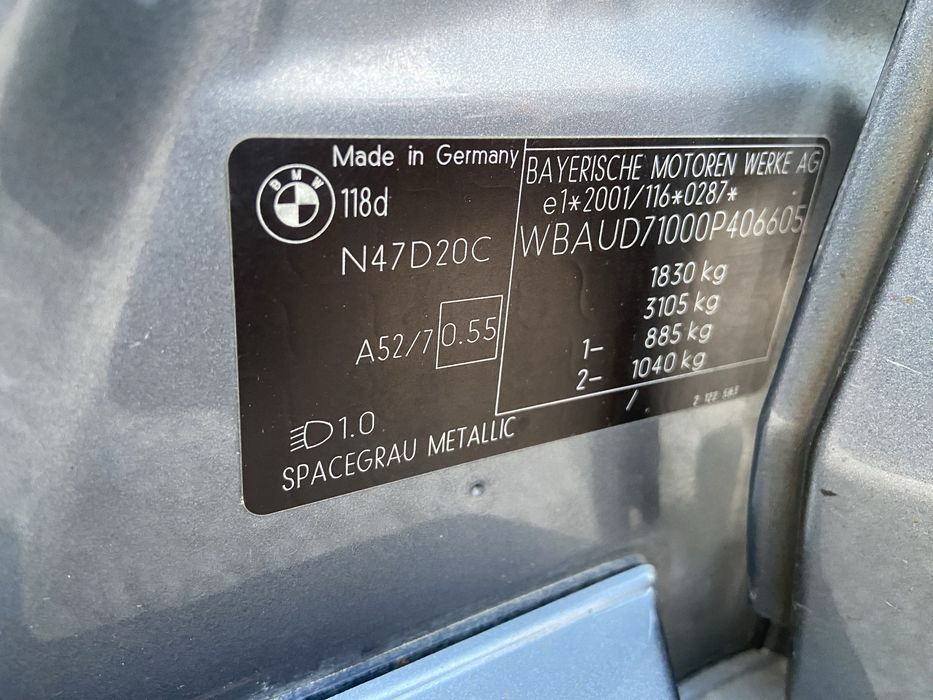 Made in Germany
BMW
118d
N47D20C
A52/7 0.55
1.0
SPACEGRAU METALLIC
BAYERISCHE MOTOREN WERKE AG
e1*2001/116*0287*
WBAUD71000P406605
1830 kg
3105 kg
1- 885 kg
2- 1040 kg
/.